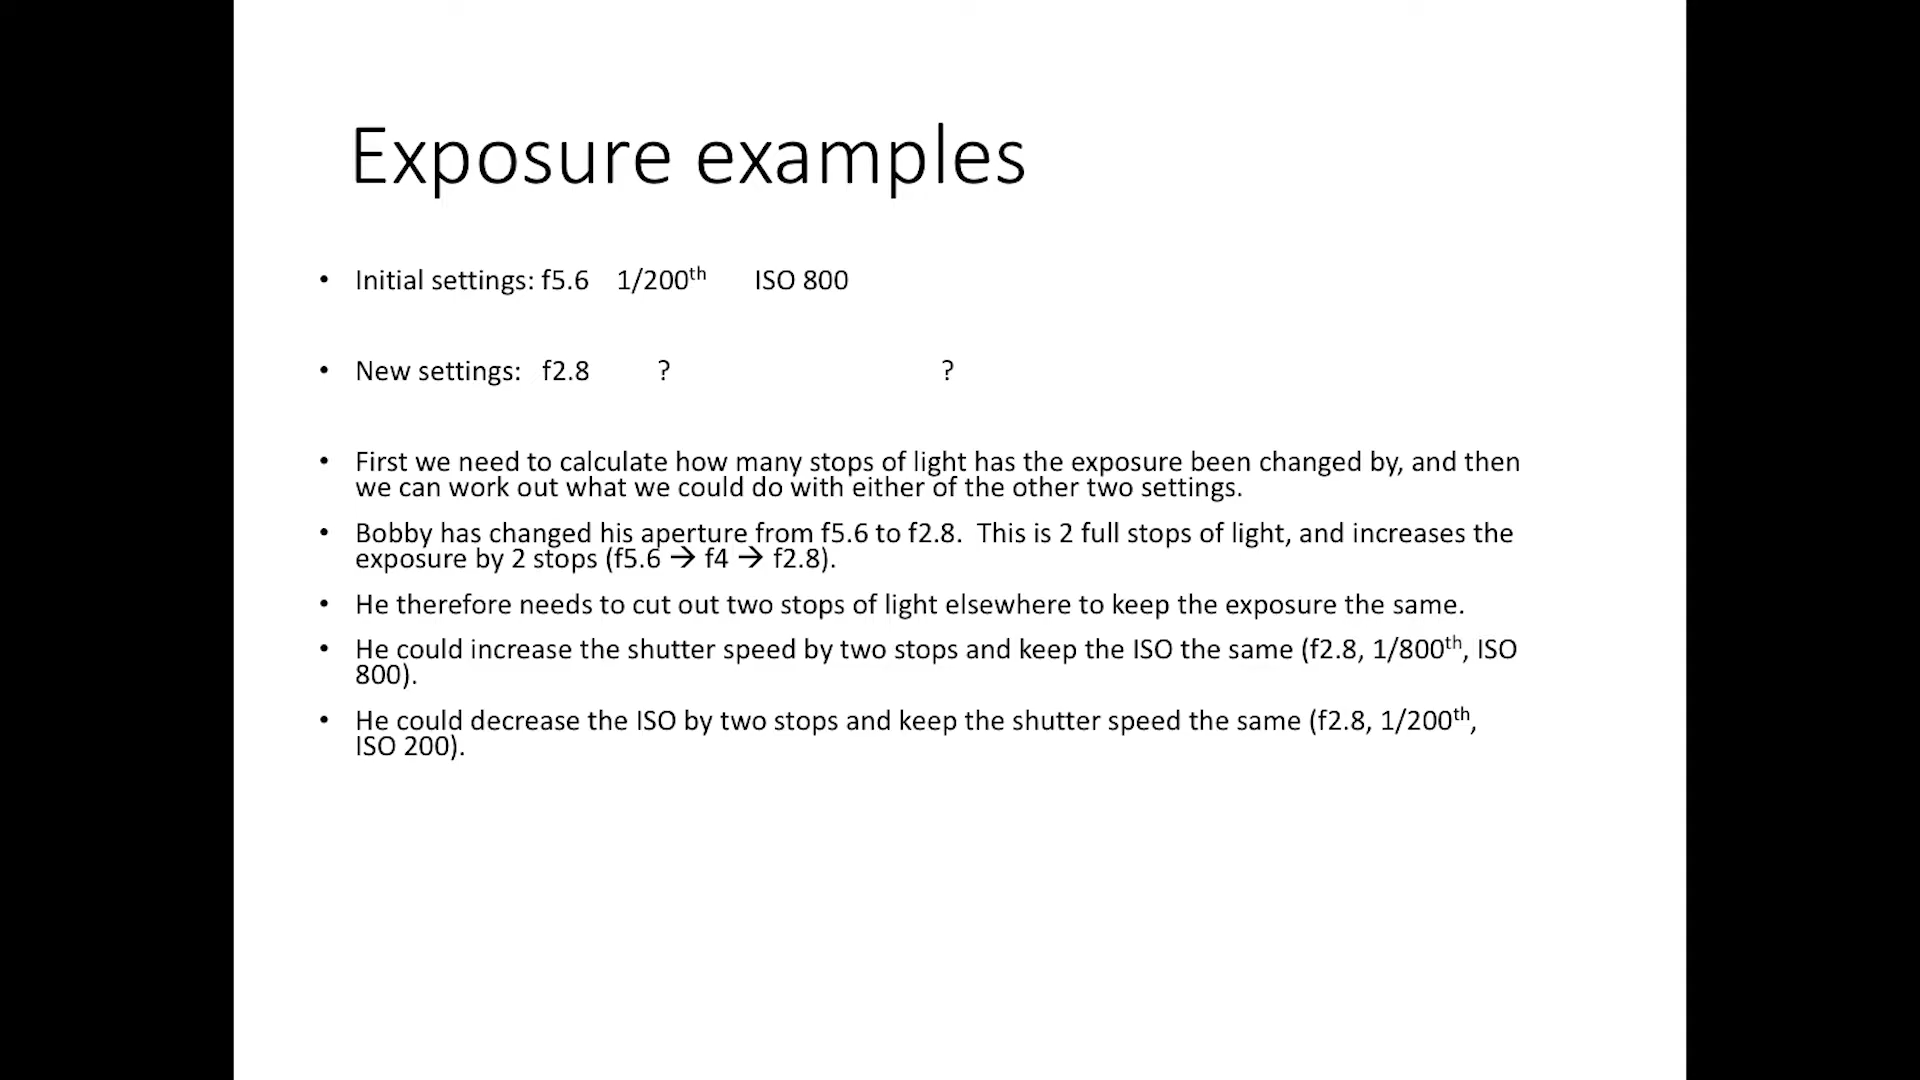 Exposure examples
• Initial settings: f5.6 1/200th ISO 800
• New settings: f2.8 ? ?
• First we need to calculate how many stops of light has the exposure been changed by, and then
we can work out what we could do with either of the other two settings.
• Bobby has changed his aperture from f5.6 to f2.8. This is 2 full stops of light, and increases the
exposure by 2 stops (f5.6 → f4 → f2.8).
• He therefore needs to cut out two stops of light elsewhere to keep the exposure the same.
• He could increase the shutter speed by two stops and keep the ISO the same (f2.8, 1/800th, ISO
800).
• He could decrease the ISO by two stops and keep the shutter speed the same (f2.8, 1/200th,
ISO 200).